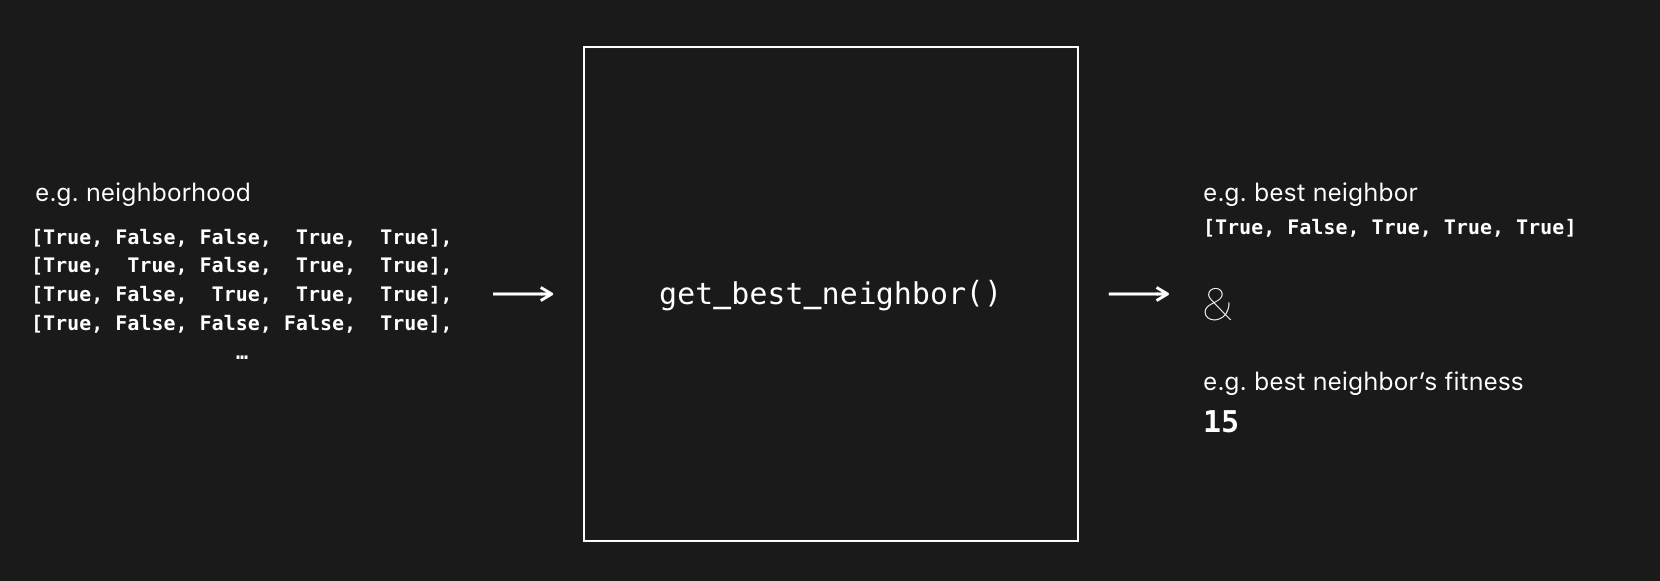 e.g. neighborhood
[True, False, False,  True,  True],
[True,  True, False,  True,  True],
[True, False,  True,  True,  True],
[True, False, False, False,  True],
…
get_best_neighbor()
e.g. best neighbor
[True, False, True, True, True]
&
e.g. best neighbor’s fitness
15